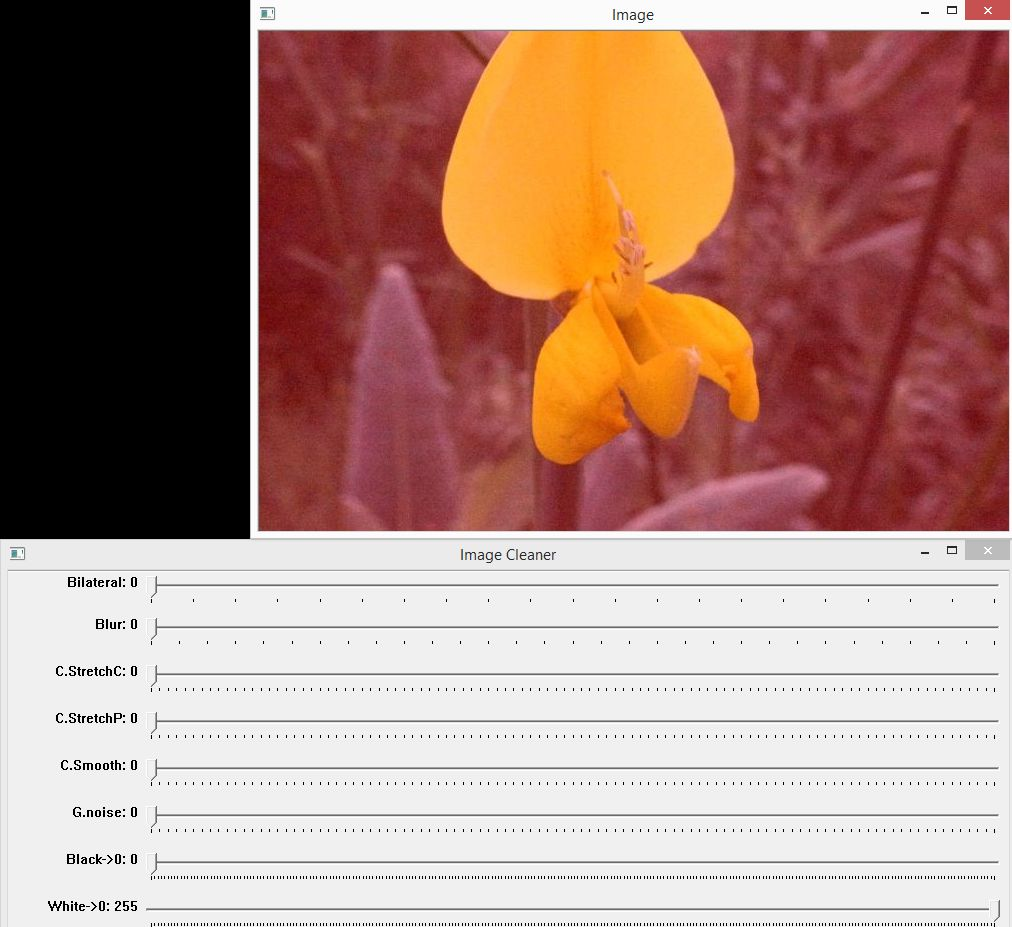 Image
Image Cleaner
Bilateral: 0
Blur: 0
C.StretchC: 0
C.StretchP: 0
C.Smooth: 0
G.noise: 0
Black->0: 0
White->0: 255